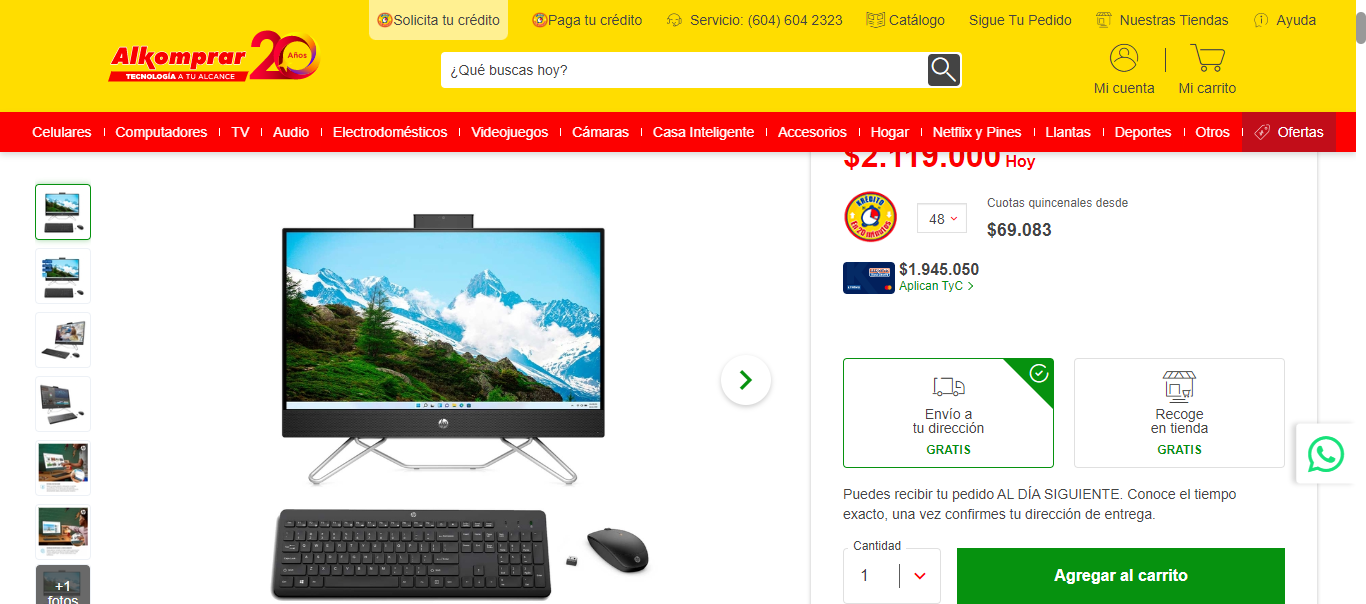 Solicita tu crédito
Paga tu crédito
Servicio: (604) 604 2323
Catálogo
Sigue Tu Pedido
Nuestras Tiendas
Ayuda
Alkomprar 20 Años
TECNOLOGÍA A TU ALCANCE
¿Qué buscas hoy?
Mi cuenta
Mi carrito
Celulares
Computadores
TV
Audio
Electrodomésticos
Videojuegos
Cámaras
Casa Inteligente
Accesorios
Hogar
Netflix y Pines
Llantas
Deportes
Otros
Ofertas
$2.119.000 Hoy
KRÉDITO
En 20 minutos
48
Cuotas quincenales desde
$69.083
$1.945.050
Aplican TyC >
Envío a
tu dirección
GRATIS
Recoge
en tienda
GRATIS
Puedes recibir tu pedido AL DÍA SIGUIENTE. Conoce el tiempo
exacto, una vez confirmes tu dirección de entrega.
Cantidad
1
Agregar al carrito
hp
+1
fotos